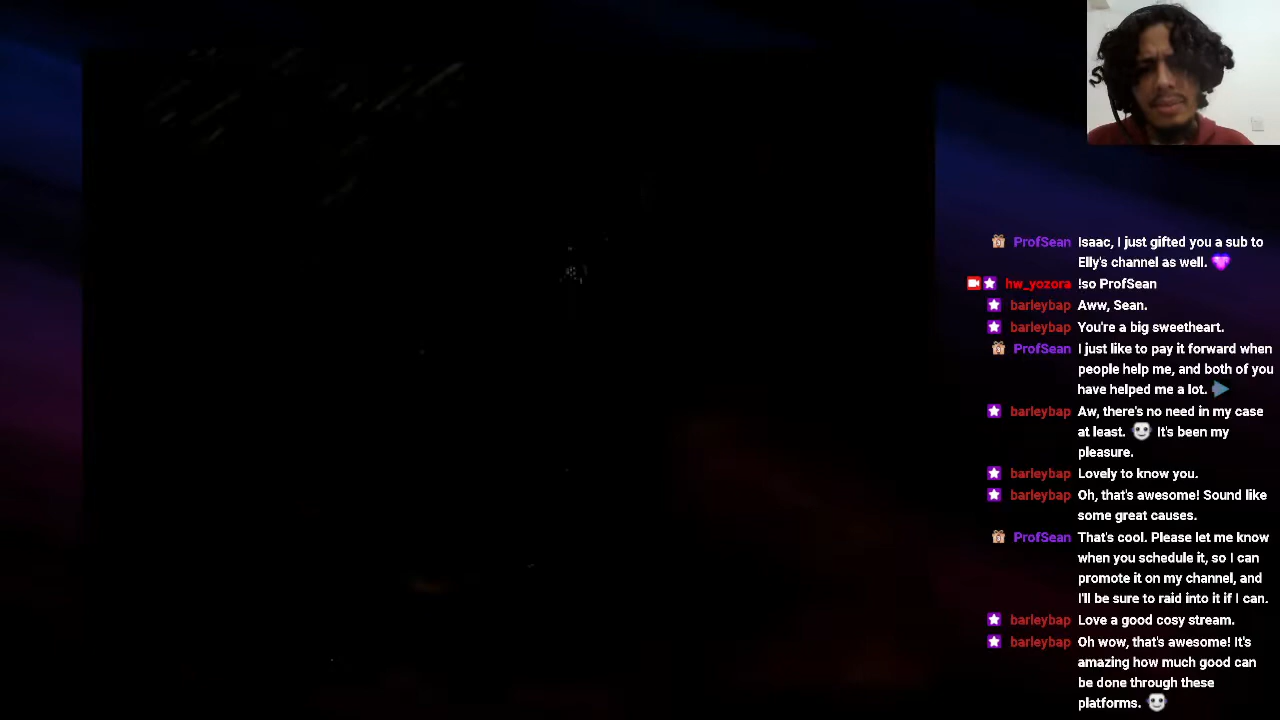 ProfSean Isaac, I just gifted you a sub to
Elly's channel as well.
hw_yozora !so ProfSean
barleybap Aww, Sean.
barleybap You're a big sweetheart.
ProfSean I just like to pay it forward when
people help me, and both of you
have helped me a lot.
barleybap Aw, there's no need in my case
at least. It's been my
pleasure.
barleybap Lovely to know you.
barleybap Oh, that's awesome! Sound like
some great causes.
ProfSean That's cool. Please let me know
when you schedule it, so I can
promote it on my channel, and
I'll be sure to raid into it if I can.
barleybap Love a good cosy stream.
barleybap Oh wow, that's awesome! It's
amazing how much good can
be done through these
platforms.